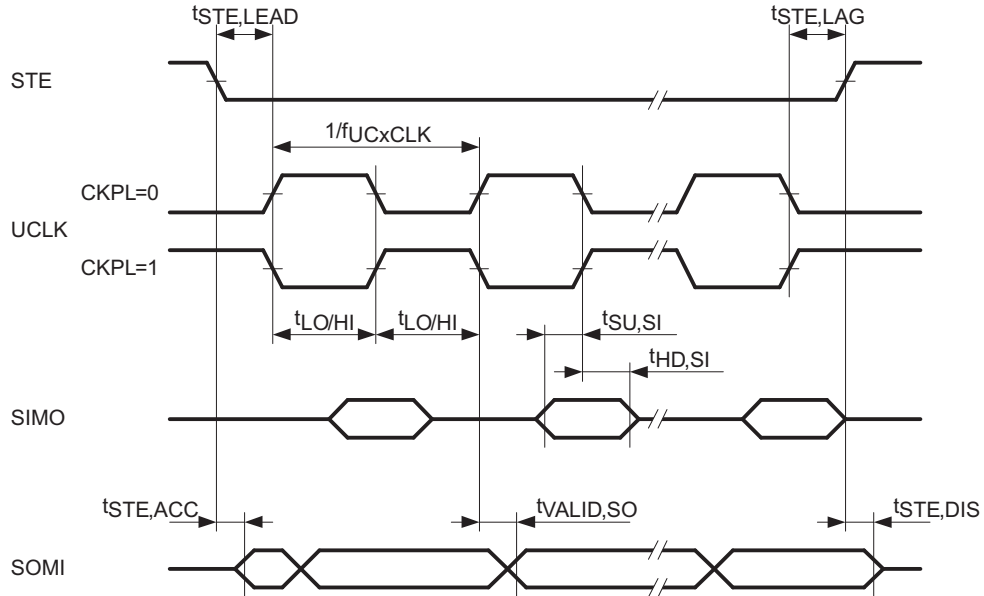 tSTE,LEAD
tSTE,LAG
STE
1/fUCxCLK
CKPL=0
UCLK
CKPL=1
tLO/HI
tLO/HI
tSU,SI
tHD,SI
SIMO
tSTE,ACC
tVALID,SO
tSTE,DIS
SOMI